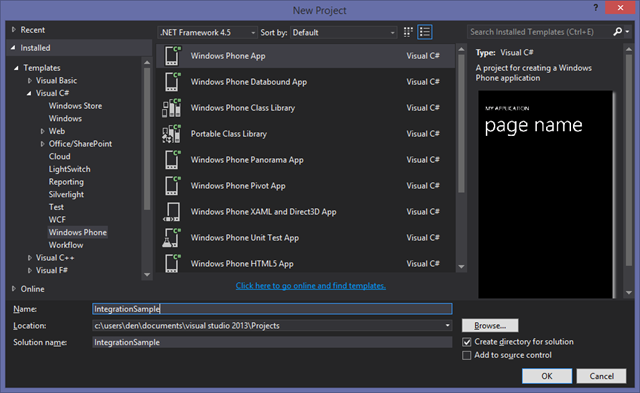 New Project
? ×
Recent
.NET Framework 4.5
Sort by: Default
Search Installed Templates (Ctrl+E)
Installed
Templates
Visual Basic
Visual C#
Windows Store
Windows
Web
Office/SharePoint
Cloud
LightSwitch
Reporting
Silverlight
Test
WCF
Windows Phone
Workflow
Visual C++
Visual F#
Online
Windows Phone App Visual C#
Windows Phone Databound App Visual C#
Windows Phone Class Library Visual C#
Portable Class Library Visual C#
Windows Phone Panorama App Visual C#
Windows Phone Pivot App Visual C#
Windows Phone XAML and Direct3D App Visual C#
Windows Phone Unit Test App Visual C#
Windows Phone HTML5 App Visual C#
Click here to go online and find templates.
Type: Visual C#
A project for creating a Windows
Phone application
MY APPLICATION
page name
Name: IntegrationSample
Location: c:\users\den\documents\visual studio 2013\Projects
Browse...
Solution name: IntegrationSample
Create directory for solution
Add to source control
OK
Cancel